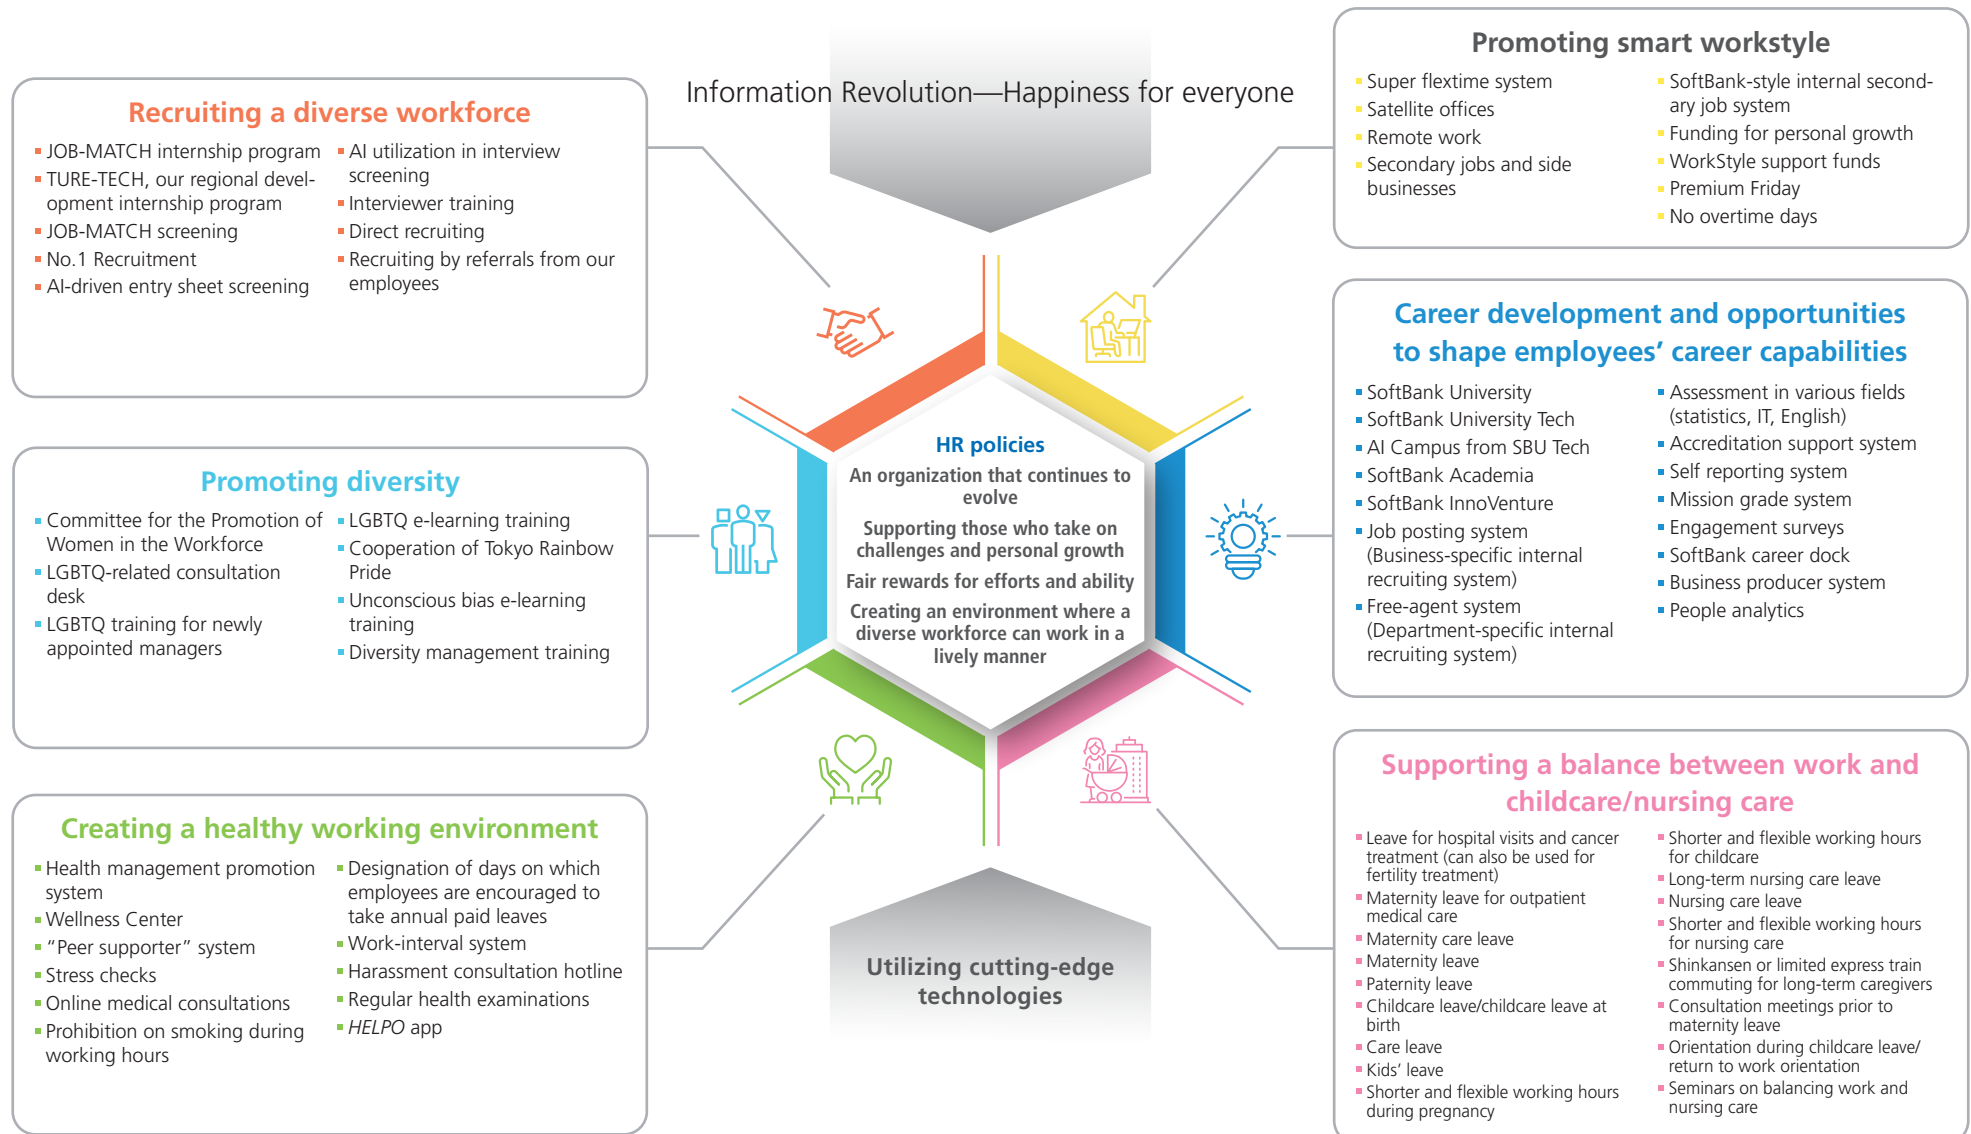 Information Revolution—Happiness for everyone
Recruiting a diverse workforce
JOB-MATCH internship program
TURE-TECH, our regional devel-
opment internship program
JOB-MATCH screening
No.1 Recruitment
AI-driven entry sheet screening
AI utilization in interview
screening
Interviewer training
Direct recruiting
Recruiting by referrals from our
employees
Promoting diversity
Committee for the Promotion of
Women in the Workforce
LGBTQ-related consultation
desk
LGBTQ training for newly
appointed managers
LGBTQ e-learning training
Cooperation of Tokyo Rainbow
Pride
Unconscious bias e-learning
training
Diversity management training
Creating a healthy working environment
Health management promotion
system
Wellness Center
“Peer supporter” system
Stress checks
Online medical consultations
Prohibition on smoking during
working hours
Designation of days on which
employees are encouraged to
take annual paid leaves
Work-interval system
Harassment consultation hotline
Regular health examinations
HELPO app
HR policies
An organization that continues to
evolve
Supporting those who take on
challenges and personal growth
Fair rewards for efforts and ability
Creating an environment where a
diverse workforce can work in a
lively manner
Utilizing cutting-edge
technologies
Promoting smart workstyle
Super flextime system
Satellite offices
Remote work
Secondary jobs and side
businesses
SoftBank-style internal second-
ary job system
Funding for personal growth
WorkStyle support funds
Premium Friday
No overtime days
Career development and opportunities
to shape employees’ career capabilities
SoftBank University
SoftBank University Tech
AI Campus from SBU Tech
SoftBank Academia
SoftBank InnoVenture
Job posting system
(Business-specific internal
recruiting system)
Free-agent system
(Department-specific internal
recruiting system)
Assessment in various fields
(statistics, IT, English)
Accreditation support system
Self reporting system
Mission grade system
Engagement surveys
SoftBank career dock
Business producer system
People analytics
Supporting a balance between work and
childcare/nursing care
Leave for hospital visits and cancer
treatment (can also be used for
fertility treatment)
Maternity leave for outpatient
medical care
Maternity care leave
Maternity leave
Paternity leave
Childcare leave/childcare leave at
birth
Care leave
Kids’ leave
Shorter and flexible working hours
during pregnancy
Shorter and flexible working hours
for childcare
Long-term nursing care leave
Nursing care leave
Shorter and flexible working hours
for nursing care
Shinkansen or limited express train
commuting for long-term caregivers
Consultation meetings prior to
maternity leave
Orientation during childcare leave/
return to work orientation
Seminars on balancing work and
nursing care